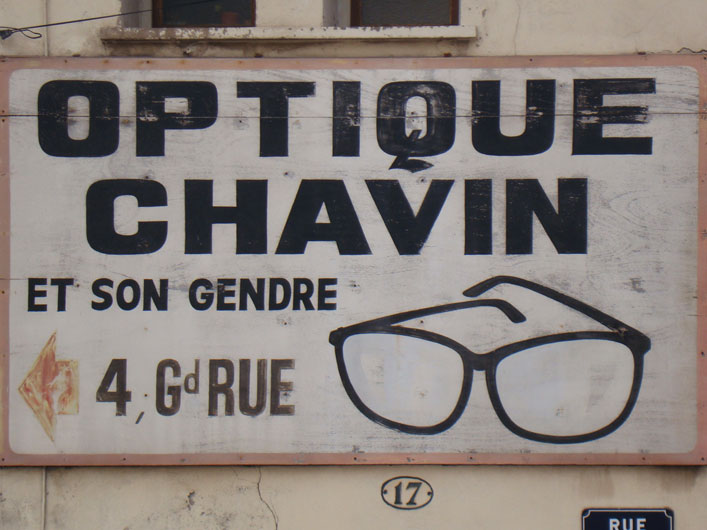 OPTIQUE
CHAVIN
ET SON GENDRE
4, Gd RUE
17
RUE